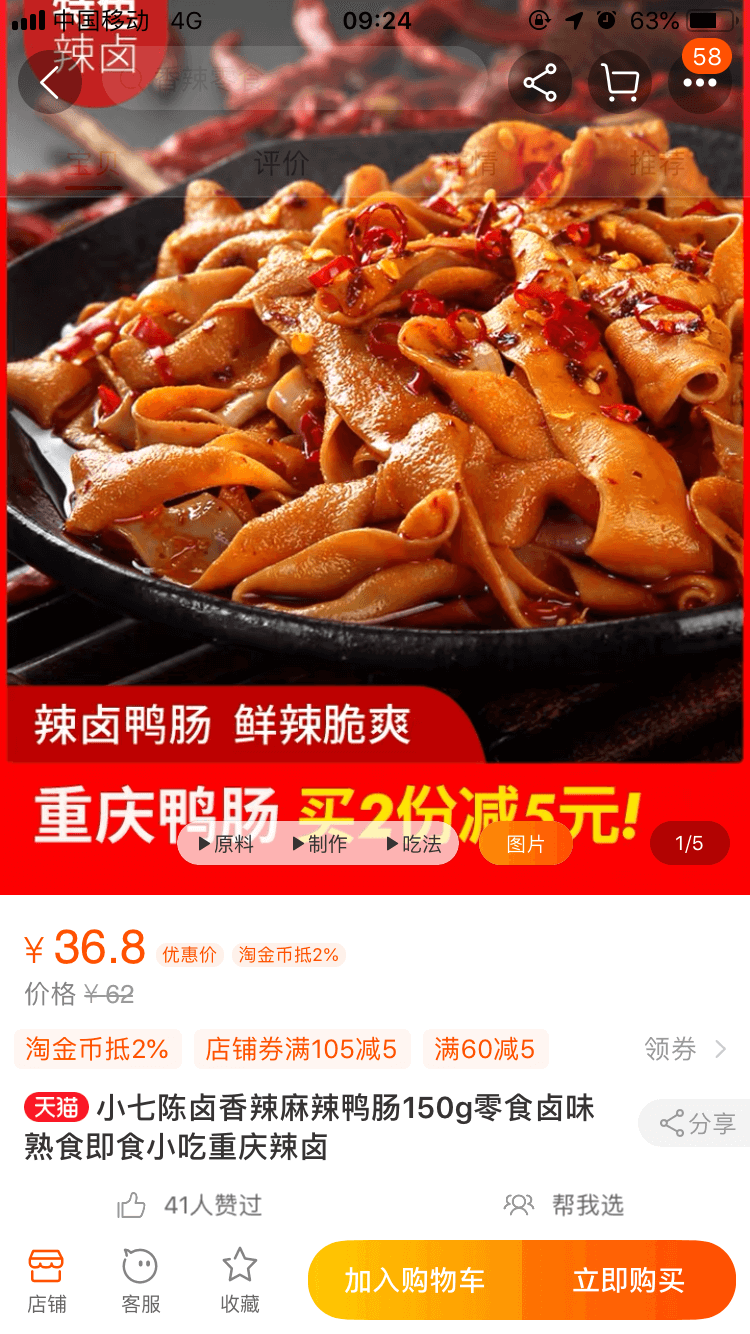 中国移动 4G 09:24 63%
辣卤
香辣零食
58
宝贝 评价 详情 推荐
辣卤鸭肠 鲜辣脆爽
重庆鸭肠 买2份减5元!
原料 制作 吃法 图片 1/5
¥ 36.8 优惠价 淘金币抵2%
价格 ¥ 62
淘金币抵2% 店铺券满105减5 满60减5 领券
天猫 小七陈卤香辣麻辣鸭肠150g零食卤味
熟食即食小吃重庆辣卤
分享
41人赞过 帮我选
店铺 客服 收藏 加入购物车 立即购买